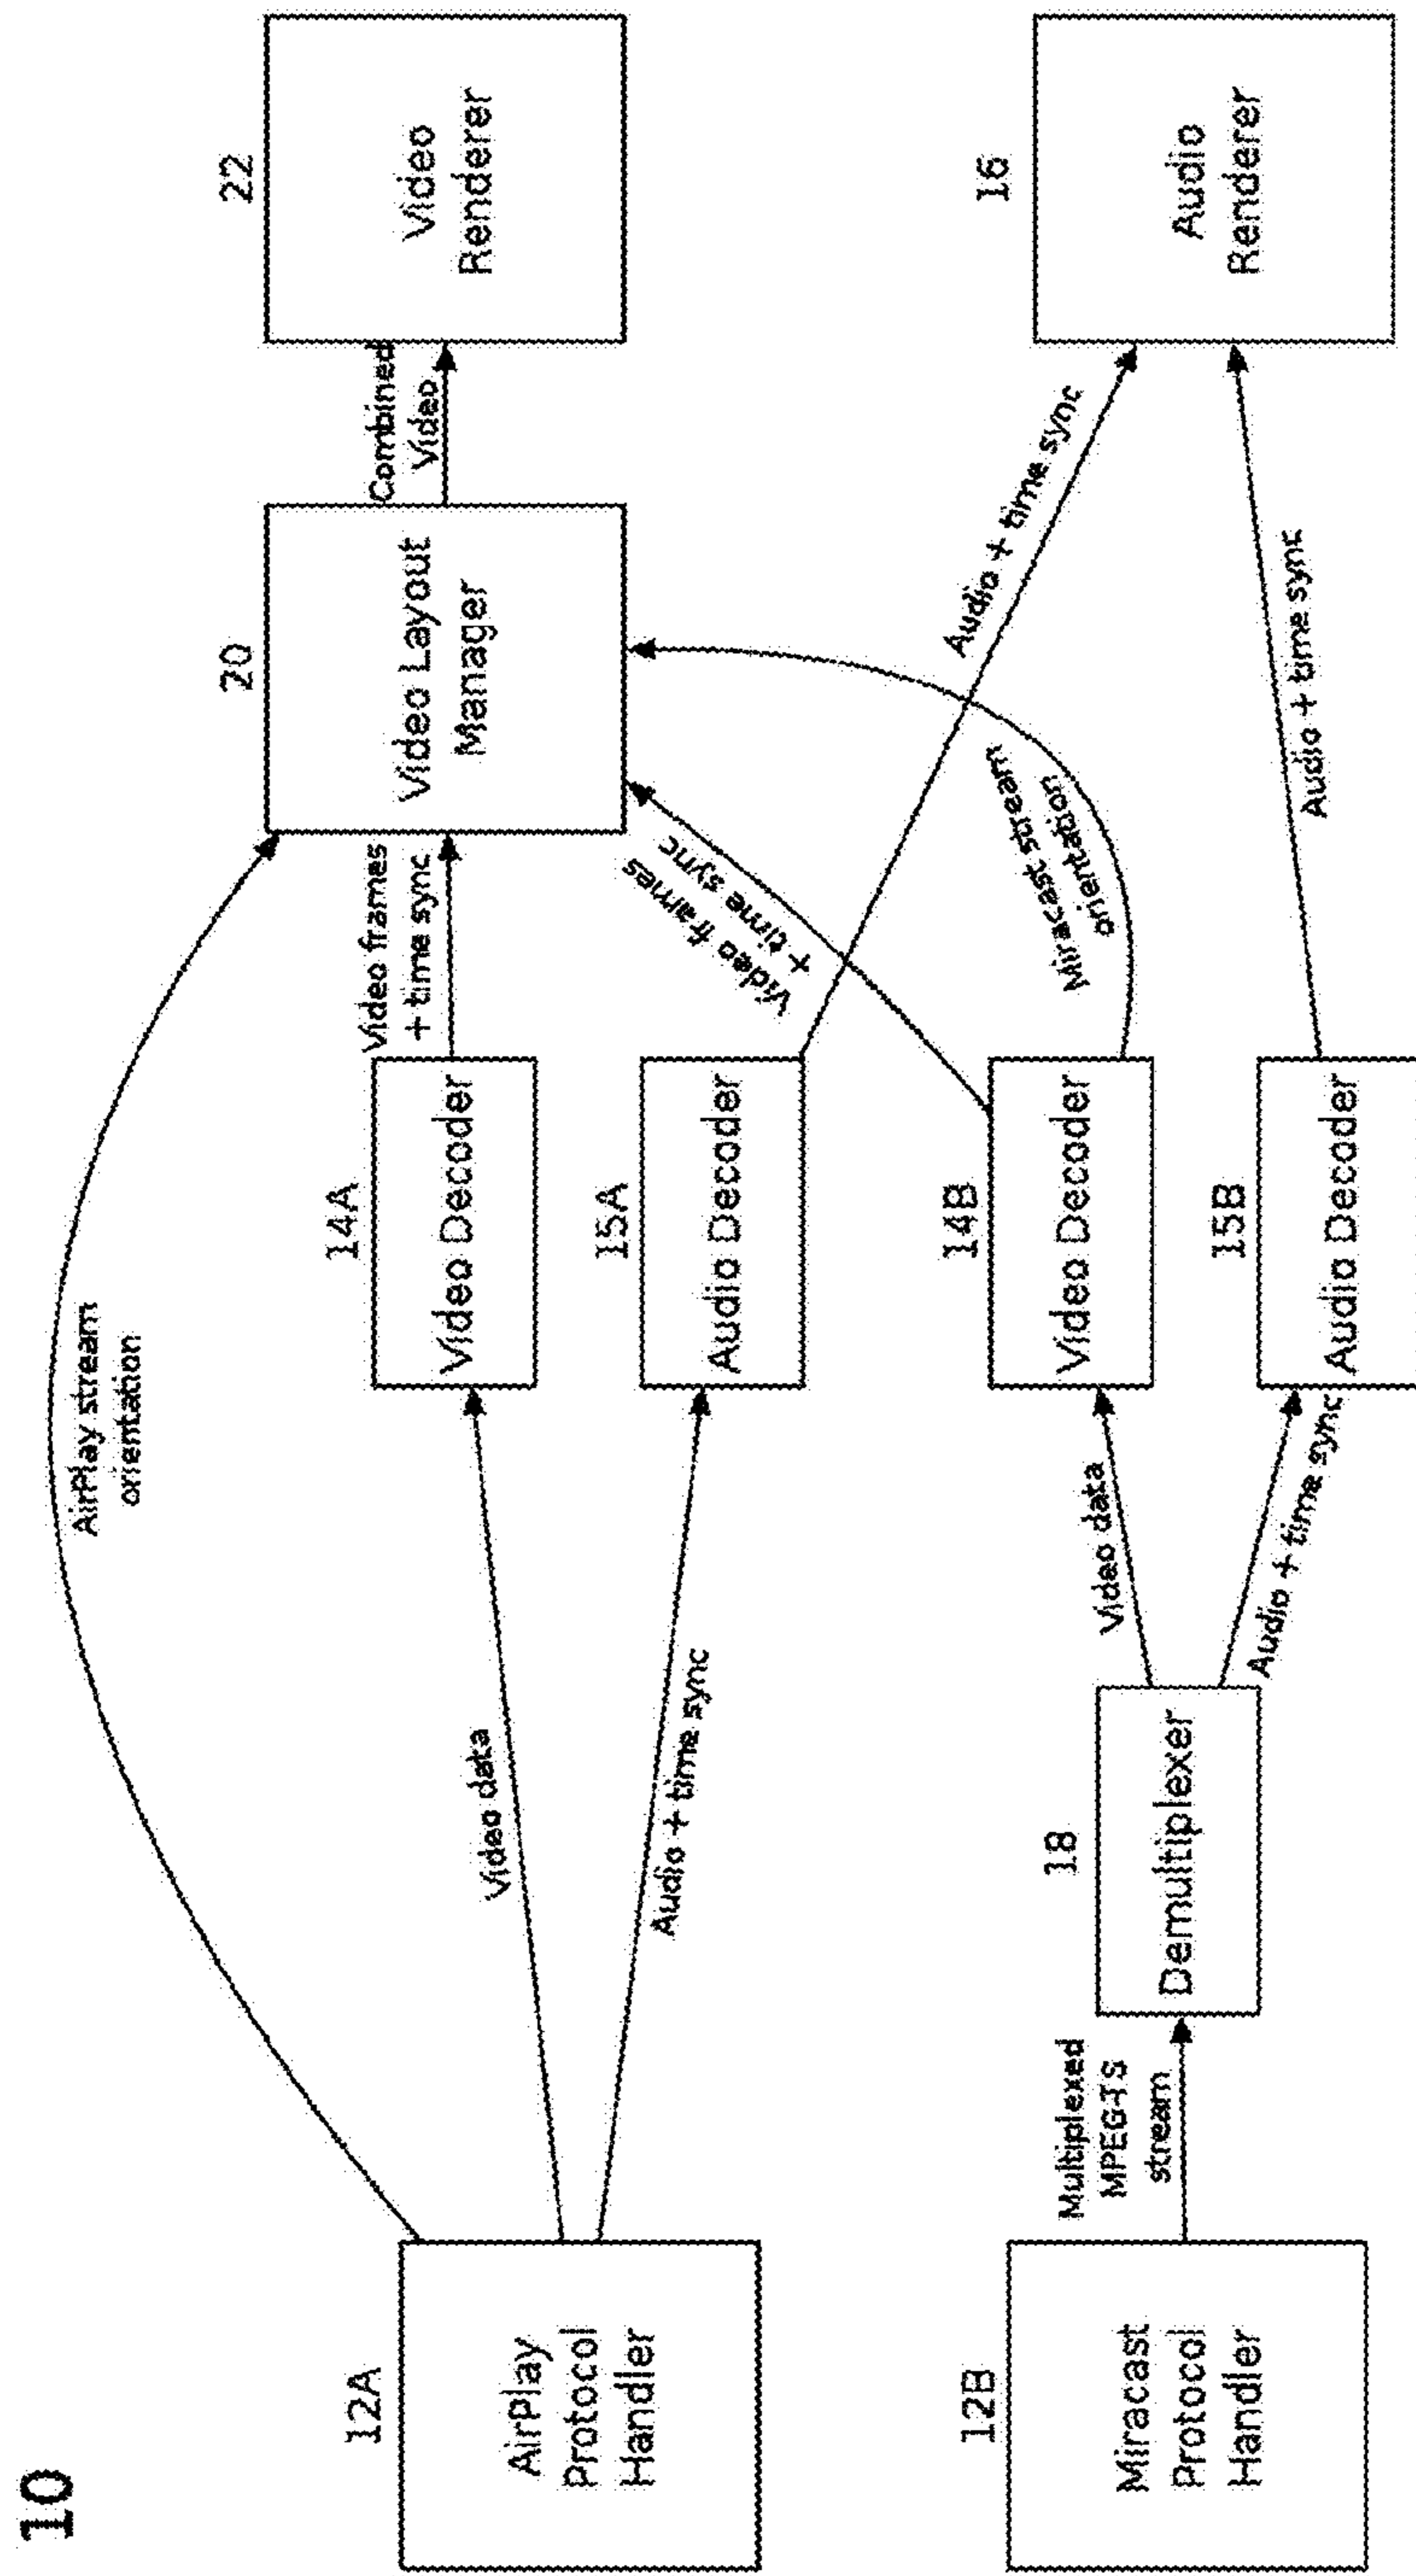 10
12A
AirPlay
Protocol
Handler
12B
Miracast
Protocol
Handler
AirPlay stream
orientation
Video data
Audio + time sync
Multiplexed
MPEG-TS
stream
18
Demultiplexer
Video data
Audio + time sync
14A
Video Decoder
15A
Audio Decoder
14B
Video Decoder
15B
Audio Decoder
Video frames
+ time sync
Video frames
+ time sync
Miracast stream
orientation
Audio + time sync
Audio + time sync
20
Video Layout
Manager
Combined
Video
22
Video
Renderer
16
Audio
Renderer